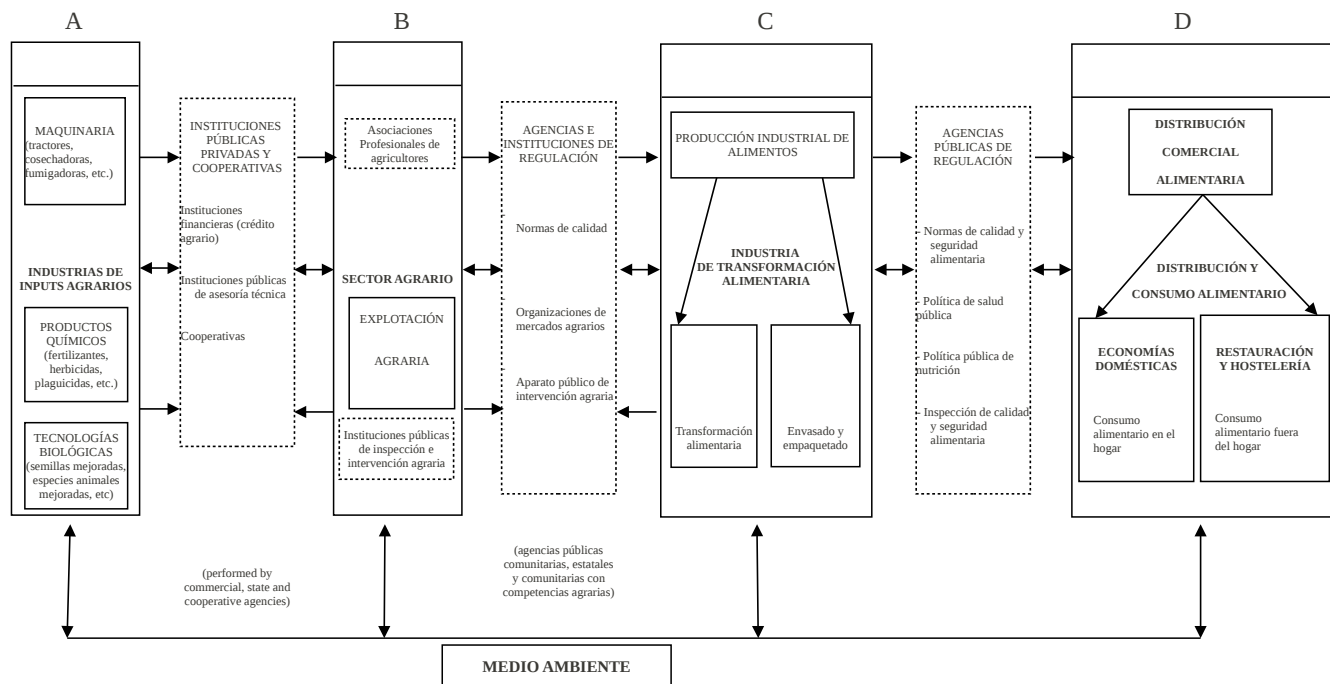 A
B
C
D
MAQUINARIA
(tractores,
cosechadoras,
fumigadoras, etc.)
INDUSTRIAS DE
INPUTS AGRARIOS
PRODUCTOS
QUÍMICOS
(fertilizantes,
herbicidas,
plaguicidas, etc.)
TECNOLOGÍAS
BIOLÓGICAS
(semillas mejoradas,
especies animales
mejoradas, etc)
INSTITUCIONES
PÚBLICAS
PRIVADAS Y
COOPERATIVAS
Instituciones
financieras (crédito
agrario)
Instituciones públicas
de asesoría técnica
Cooperativas
(performed by
commercial, state and
cooperative agencies)
Asociaciones
Profesionales de
agricultores
SECTOR AGRARIO
EXPLOTACIÓN
AGRARIA
Instituciones públicas
de inspección e
intervención agraria
AGENCIAS E
INSTITUCIONES DE
REGULACIÓN
Normas de calidad
Organizaciones de
mercados agrarios
Aparato público de
intervención agraria
(agencias públicas
comunitarias, estatales
y comunitarias con
competencias agrarias)
PRODUCCIÓN INDUSTRIAL DE
ALIMENTOS
INDUSTRIA
DE TRANSFORMACIÓN
ALIMENTARIA
Transformación
alimentaria
Envasado y
empaquetado
AGENCIAS
PÚBLICAS DE
REGULACIÓN
- Normas de calidad y
seguridad
alimentaria
- Política de salud
pública
- Política pública de
nutrición
- Inspección de calidad
y seguridad
alimentaria
DISTRIBUCIÓN
COMERCIAL
ALIMENTARIA
DISTRIBUCIÓN Y
CONSUMO ALIMENTARIO
ECONOMÍAS
DOMÉSTICAS
Consumo
alimentario en el
hogar
RESTAURACIÓN
Y HOSTELERÍA
Consumo
alimentario fuera
del hogar
MEDIO AMBIENTE